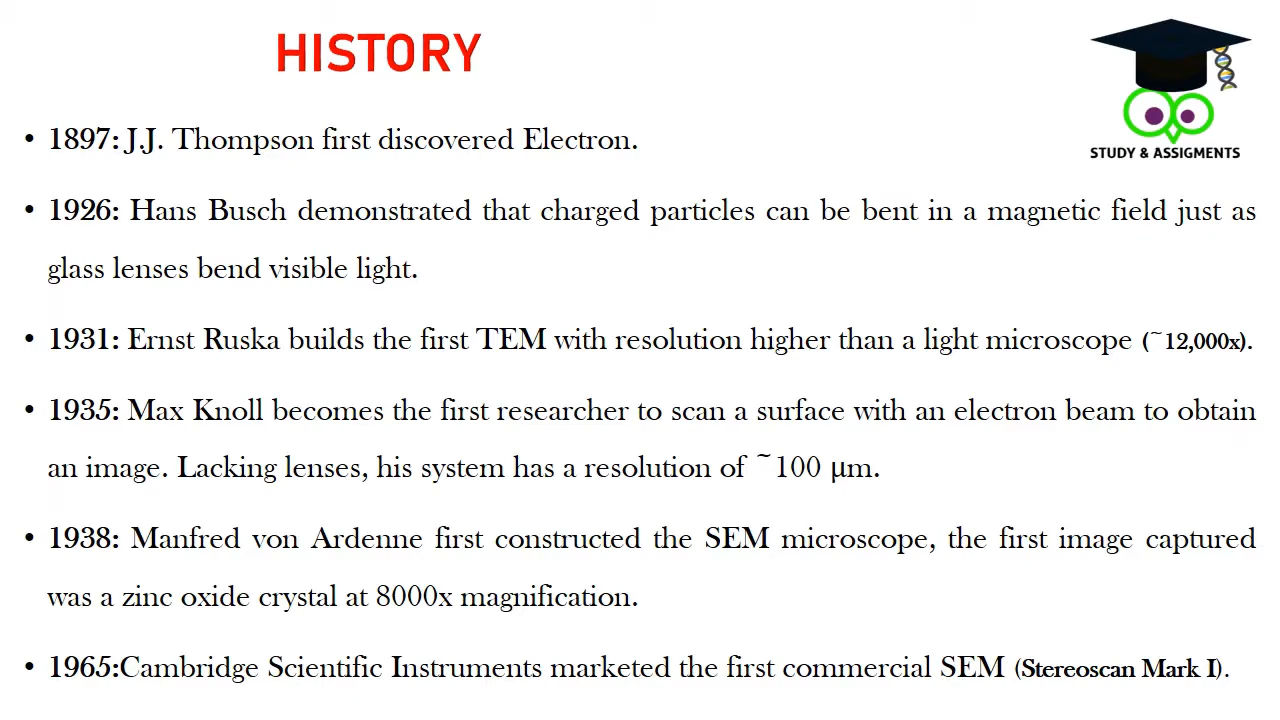 HISTORY
STUDY & ASSIGMENTS
• 1897: J.J. Thompson first discovered Electron.
• 1926: Hans Busch demonstrated that charged particles can be bent in a magnetic field just as
glass lenses bend visible light.
• 1931: Ernst Ruska builds the first TEM with resolution higher than a light microscope (~12,000x).
• 1935: Max Knoll becomes the first researcher to scan a surface with an electron beam to obtain
an image. Lacking lenses, his system has a resolution of ~100 µm.
• 1938: Manfred von Ardenne first constructed the SEM microscope, the first image captured
was a zinc oxide crystal at 8000x magnification.
• 1965:Cambridge Scientific Instruments marketed the first commercial SEM (Stereoscan Mark I).